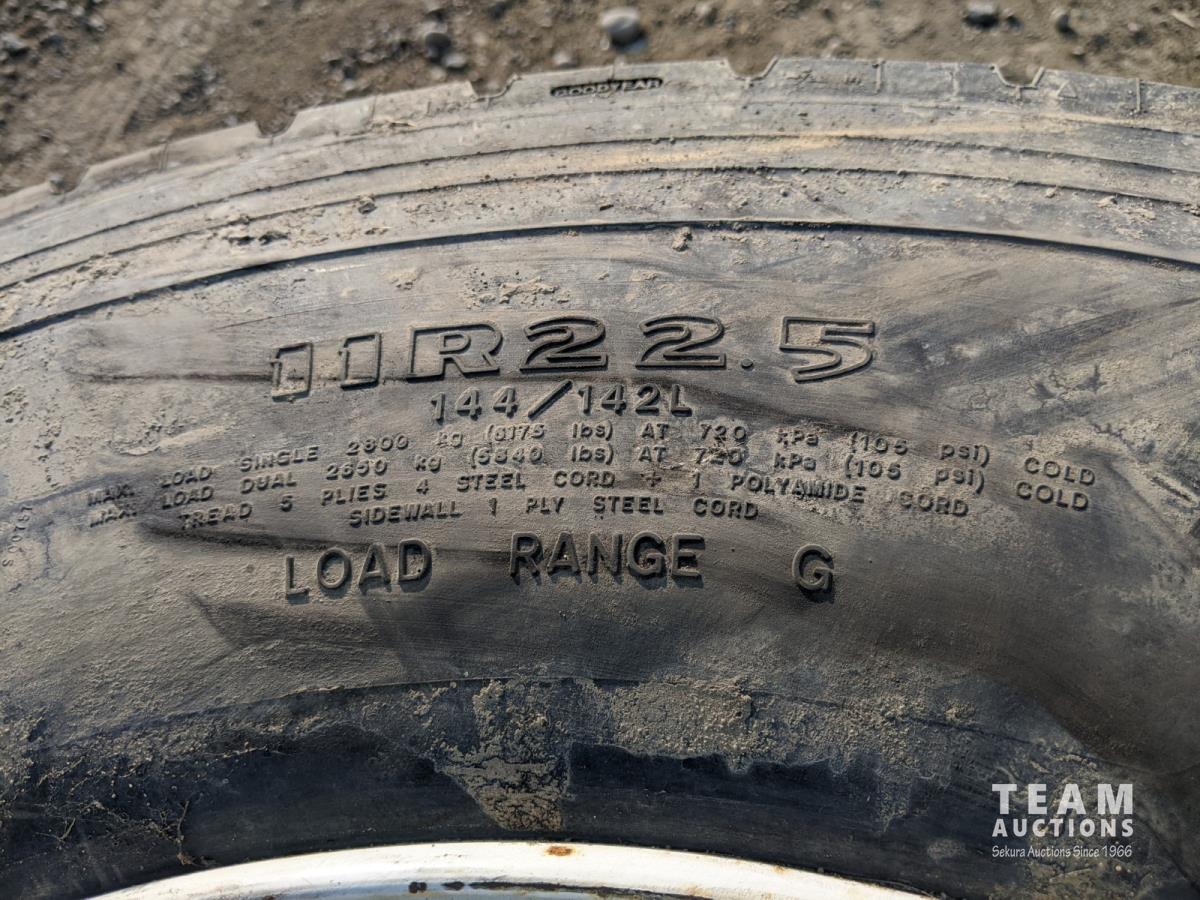 GOODYEAR
11R22.5
144/142L
MAX. LOAD SINGLE 2800 kg (6175 lbs) AT 720 kPa (105 psi) COLD
MAX. LOAD DUAL 2650 kg (5840 lbs) AT 720 kPa (105 psi) COLD
TREAD 5 PLIES 4 STEEL CORD + 1 POLYAMIDE CORD
SIDEWALL 1 PLY STEEL CORD
LOAD RANGE G
TEAM
AUCTIONS
Sekura Auctions Since 1966